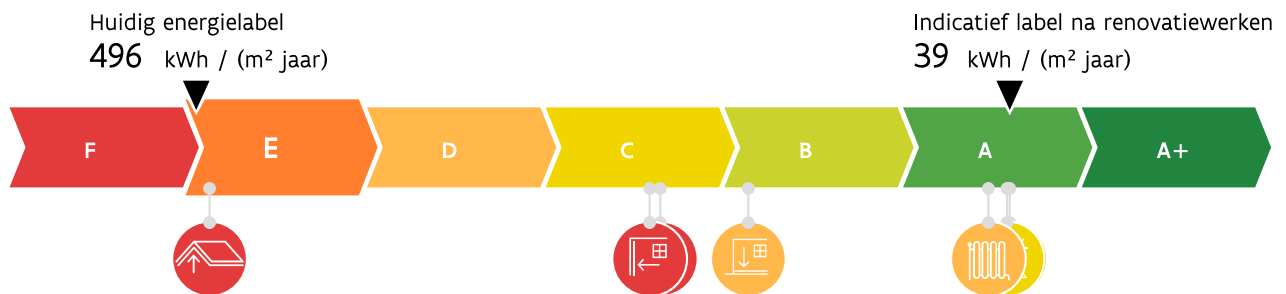 Huidig energielabel
496 kWh / (m² jaar)
Indicatief label na renovatiewerken
39 kWh / (m² jaar)
F E D C B A A+